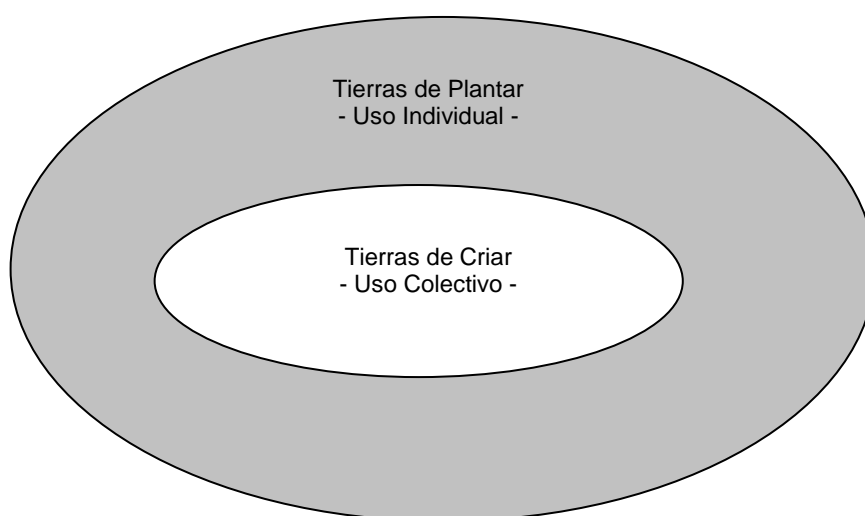 Tierras de Plantar
- Uso Individual -
Tierras de Criar
- Uso Colectivo -